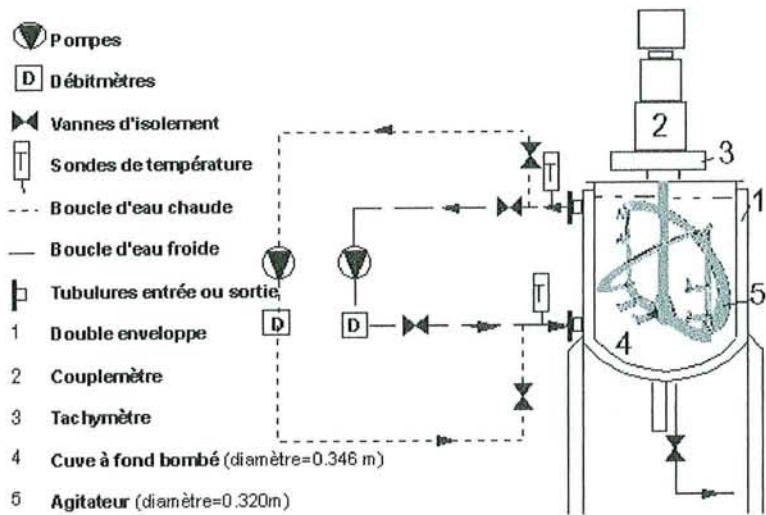 Pompes
D Débitmètres
Vannes d'isolement
T Sondes de température
Boucle d'eau chaude
Boucle d'eau froide
Tubulures entrée ou sortie
1 Double enveloppe
2 Couplemètre
3 Tachymètre
4 Cuve à fond bombé (diamètre=0.346 m)
5 Agitateur (diamètre=0.320m)
2
3
T
1
T
5
D
D
4